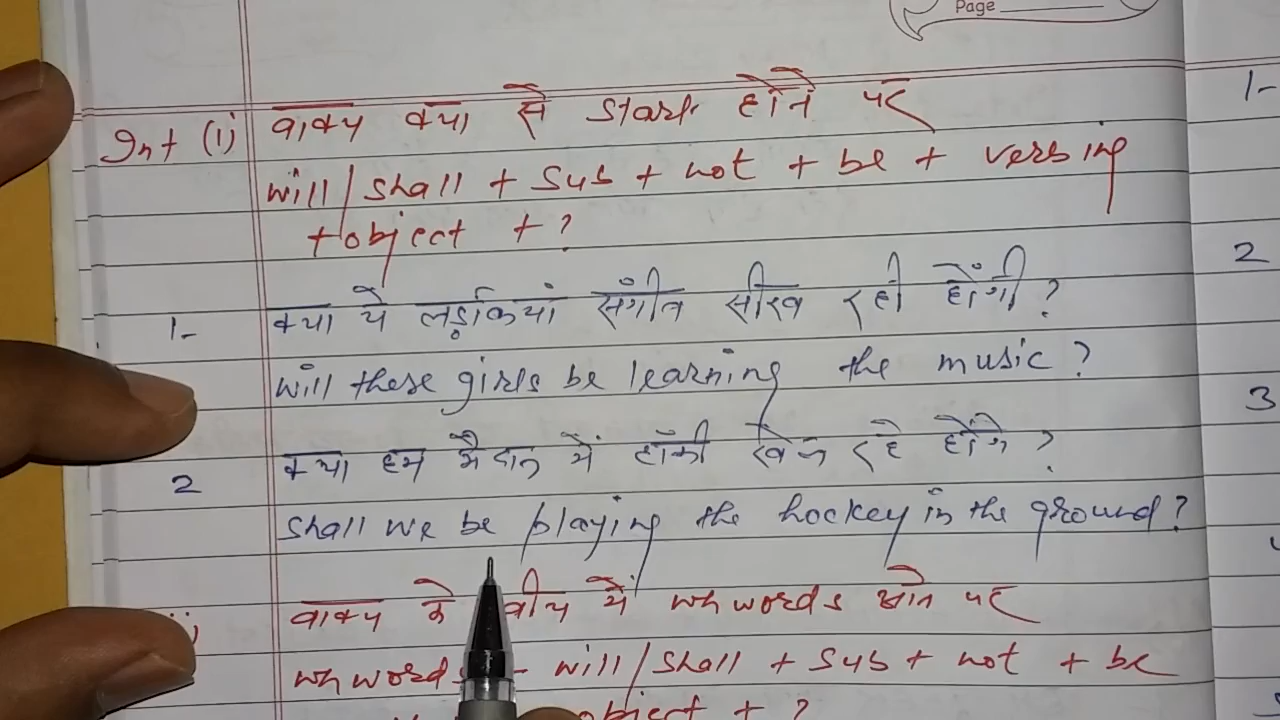 Page
Int (i) वाक्य क्या से start होने पर
will/shall + sub + not + be + verbing
+ object + ?
1- क्या ये लड़कियां संगीत सीख रही होंगी ?
will these girls be learning the music ?
2 क्या हम मैदान में हॉकी खेल रहे होंगे ?
shall we be playing the hockey in the ground ?
वाक्य के बीच में wh words होने पर
wh words will/shall + sub + not + be
object + ?
1-
2
3